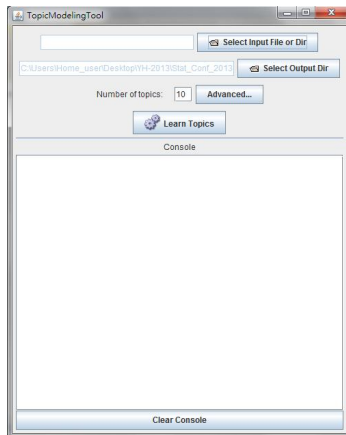 TopicModelingTool
Select Input File or Dir
C:\Users\Home_user\Desktop\YH-2013\Stat_Conf_2013 Select Output Dir
Number of topics: 10 Advanced...
Learn Topics
Console
Clear Console